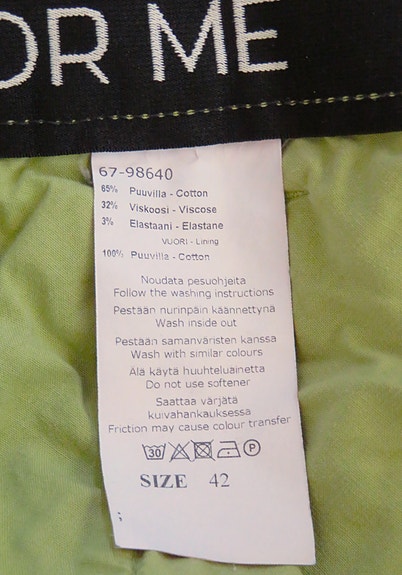 OR ME
67-98640
65% Puuvilla - Cotton
32% Viskoosi - Viscose
3% Elastaani - Elastane
VUORI - Lining
100% Puuvilla - Cotton
Noudata pesuohjeita
Follow the washing instructions
Pestään nurinpäin käännettynä
Wash inside out
Pestään samanväristen kanssa
Wash with similar colours
Älä käytä huuhteluainetta
Do not use softener
Saattaa värjätä
kuivahankauksessa
Friction may cause colour transfer
30 P
SIZE 42